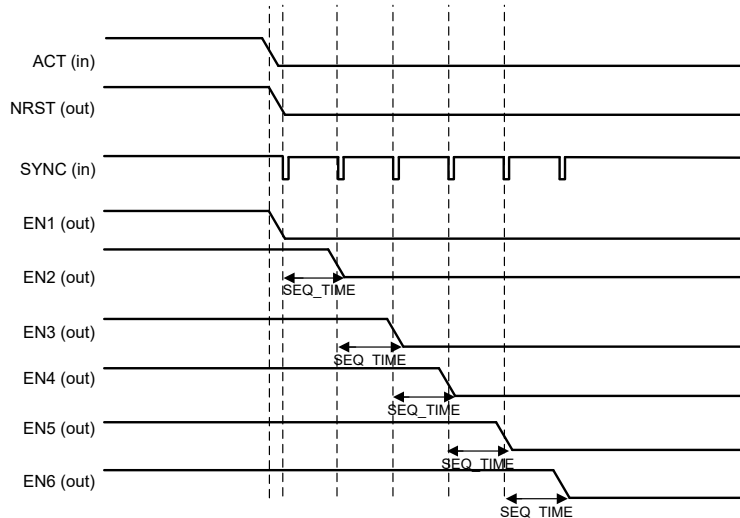 ACT (in)
NRST (out)
SYNC (in)
EN1 (out)
EN2 (out)
SEQ_TIME
EN3 (out)
SEQ_TIME
EN4 (out)
SEQ_TIME
EN5 (out)
SEQ_TIME
EN6 (out)
SEQ_TIME